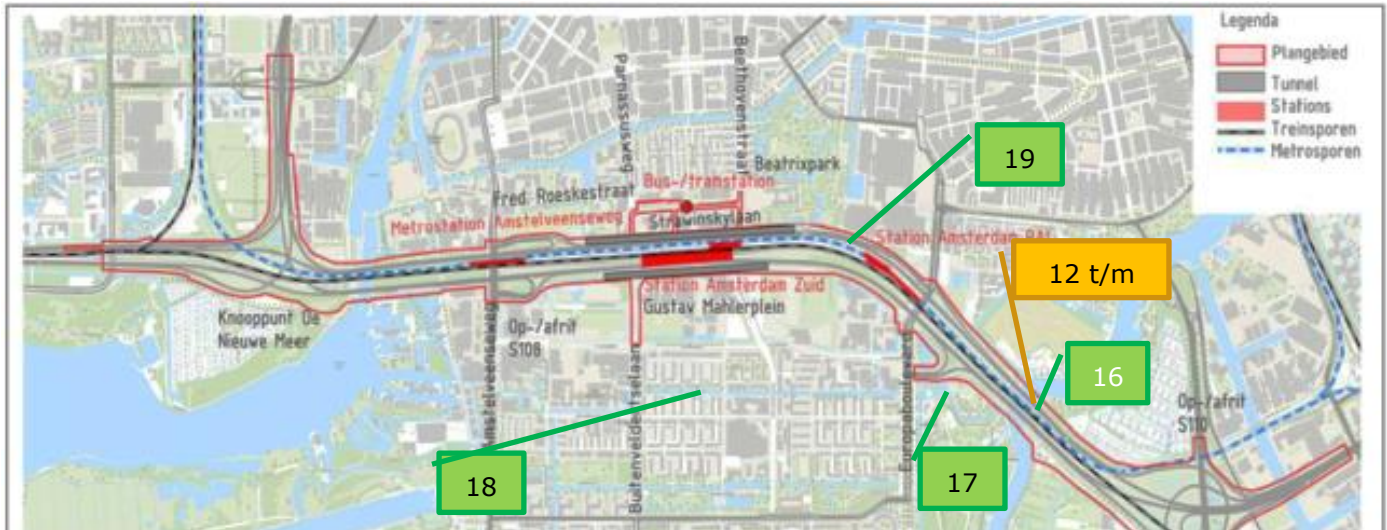 Legenda
Plangebied
Tunnel
Stations
Treinsporen
Metrosporen
Parnassusweg
Beethovenstraat
Beatrixpark
19
Bus-/tramstation
Fred. Roeskestraat
Metrostation Amstelveenseweg
Strawinskylaan
Station Amsterdam RAI
12 t/m
Station Amsterdam Zuid
Gustav Mahlerplein
Knooppunt De
Nieuwe Meer
Op-/afrit
S108
Amstelveenseweg
Buitenveldertselaan
Europaboulevard
16
Op-/afrit
S110
18
17